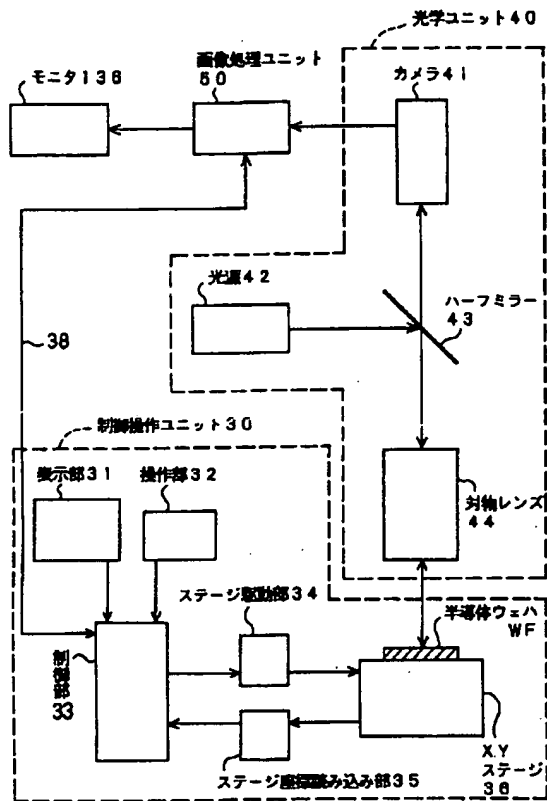 光学ユニット40
画像処理ユニット
50
モニタ136
カメラ41
光源42
ハーフミラー
43
38
制御操作ユニット30
表示部31
操作部32
対物レンズ
44
ステージ駆動部34
半導体ウェハ
WF
制御部
33
ステージ座標読み込み部35
X.Y
ステージ
36